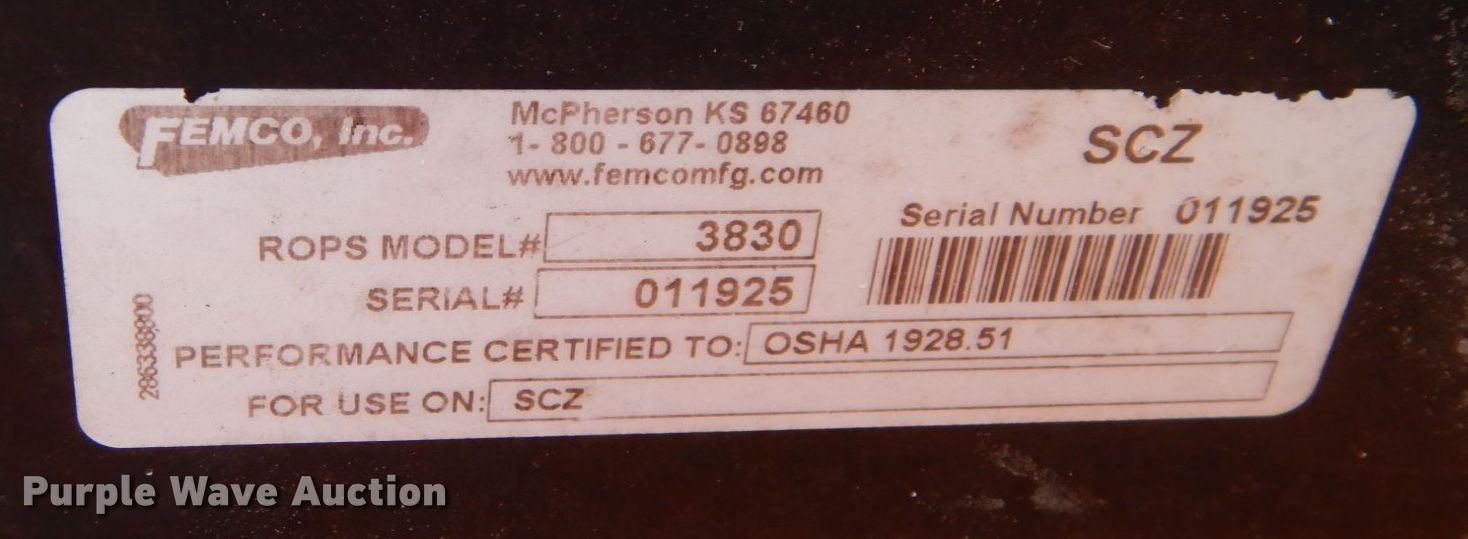 FEMCO, Inc.
McPherson KS 67460
1- 800 - 677- 0898
www.femcomfg.com
SCZ
Serial Number 011925
ROPS MODEL# 3830
SERIAL# 011925
PERFORMANCE CERTIFIED TO: OSHA 1928.51
FOR USE ON: SCZ
Purple Wave Auction